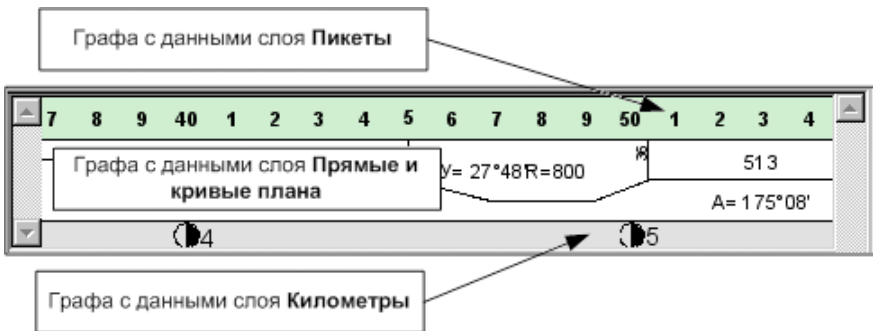 Графа с данными слоя Пикеты
7 8 9 40 1 2 3 4 5 6 7 8 9 50 1 2 3 4
Графа с данными слоя Прямые и
кривые плана
У= 27°48'R=800
513
А= 175°08'
4
5
Графа с данными слоя Километры